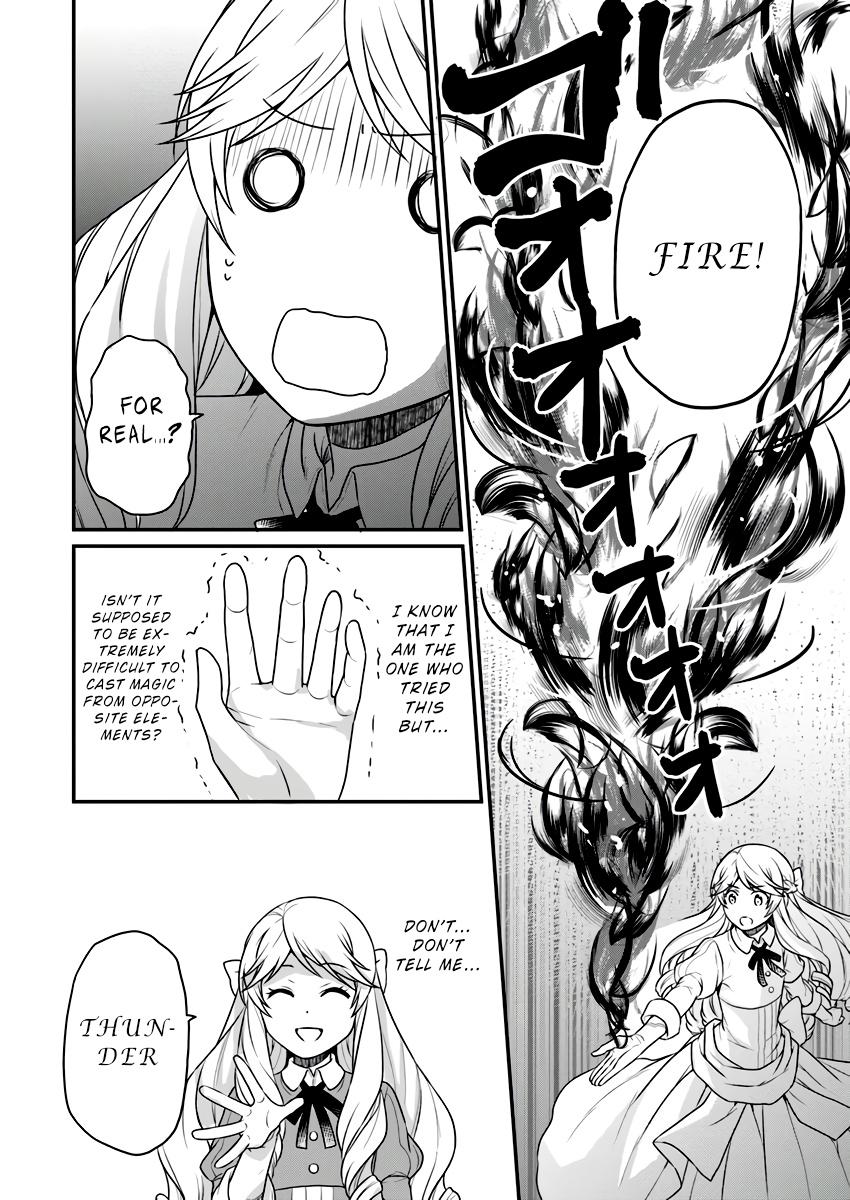 FIRE!
ゴオオオオオオオ
FOR
REAL...?
I KNOW
THAT I
AM THE
ONE WHO
TRIED
THIS
BUT...
ISN'T IT
SUPPOSED
TO BE EX-
TREMELY
DIFFICULT TO
CAST MAGIC
FROM OPPO-
SITE ELE-
MENTS?
DON'T...
DON'T
TELL ME...
THUN-
DER